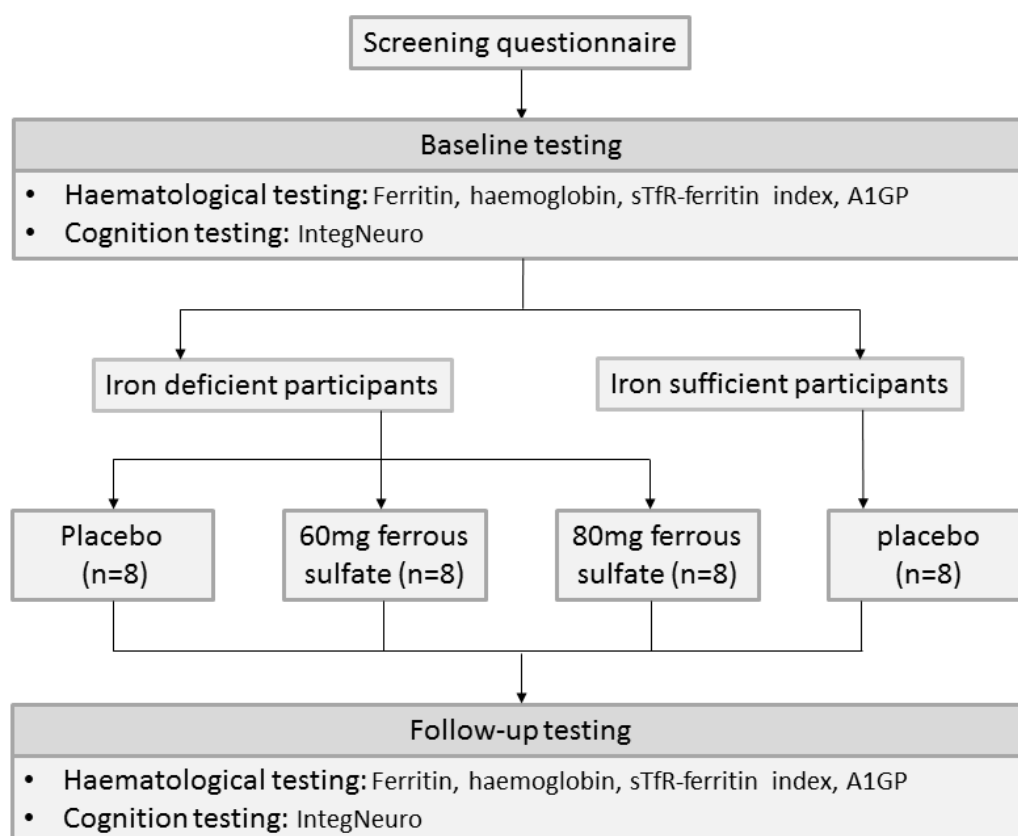 Screening questionnaire
Baseline testing
• Haematological testing: Ferritin, haemoglobin, sTfR-ferritin index, A1GP
• Cognition testing: IntegNeuro
Iron deficient participants
Iron sufficient participants
Placebo
(n=8)
60mg ferrous
sulfate (n=8)
80mg ferrous
sulfate (n=8)
placebo
(n=8)
Follow-up testing
• Haematological testing: Ferritin, haemoglobin, sTfR-ferritin index, A1GP
• Cognition testing: IntegNeuro